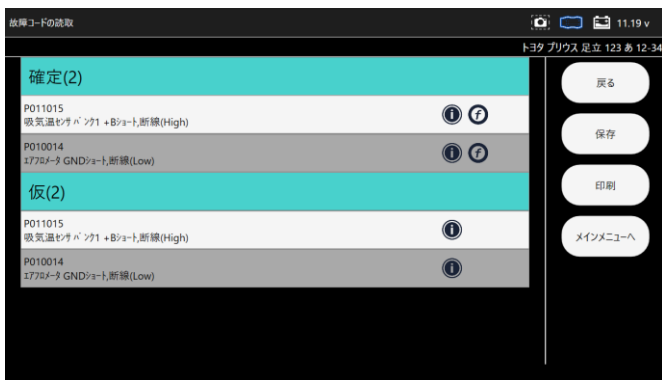 故障コードの読取
11.19 v
トヨタ プリウス 足立 123 あ 12-34
確定(2)
P011015
吸気温センサ バンク1 +Bショート,断線(High)
P010014
エアフロメータ GNDショート,断線(Low)
仮(2)
P011015
吸気温センサ バンク1 +Bショート,断線(High)
P010014
エアフロメータ GNDショート,断線(Low)
戻る
保存
印刷
メインメニューへ